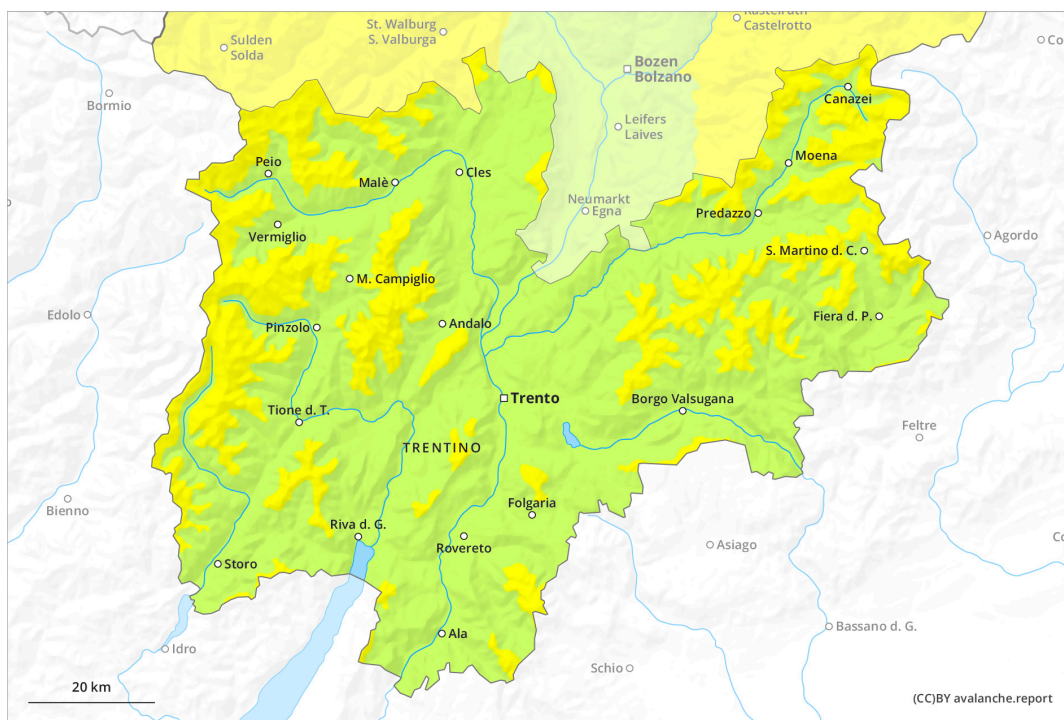 St. Walburg
S. Valburga
Kastelruth
Castelrotto
Sulden
Solda
Bozen
Bolzano
Bormio
Canazei
Leifers
Laives
Peio
Malè
Cles
Moena
Neumarkt
Egna
Predazzo
Vermiglio
Agordo
S. Martino d. C.
M. Campiglio
Edolo
Pinzolo
Andalo
Fiera d. P.
Trento
Borgo Valsugana
Tione d. T.
Feltre
TRENTINO
Bienno
Folgaria
Riva d. G.
Rovereto
Asiago
Storo
Ala
Bassano d. G.
Idro
Schio
20 km
(CC)BY avalanche.report